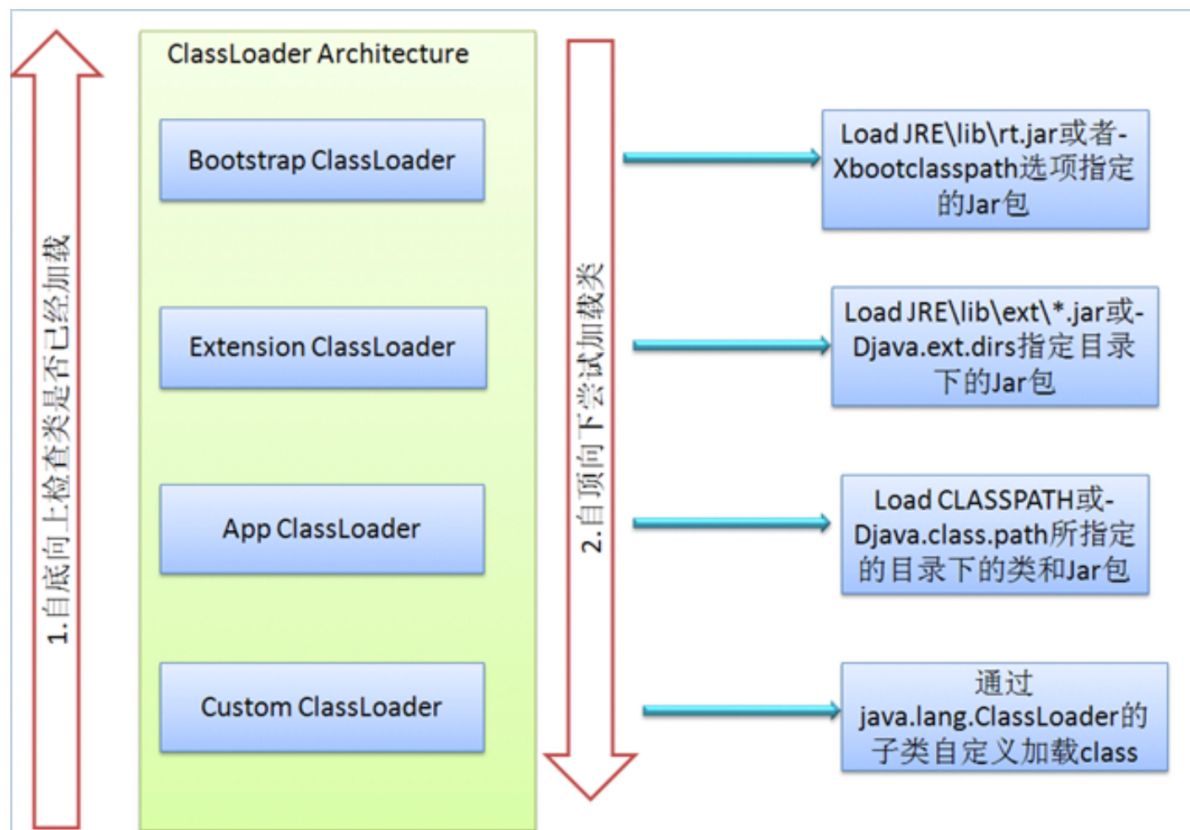 ClassLoader Architecture
1.自底向上检查类是否已经加载
Bootstrap ClassLoader
Extension ClassLoader
App ClassLoader
Custom ClassLoader
2.自顶向下尝试加载类
Load JRE\lib\rt.jar或者-
Xbootclasspath选项指定
的Jar包
Load JRE\lib\ext\*.jar或-
Djava.ext.dirs指定目录
下的Jar包
Load CLASSPATH或-
Djava.class.path所指定
的目录下的类和Jar包
通过
java.lang.ClassLoader的
子类自定义加载class